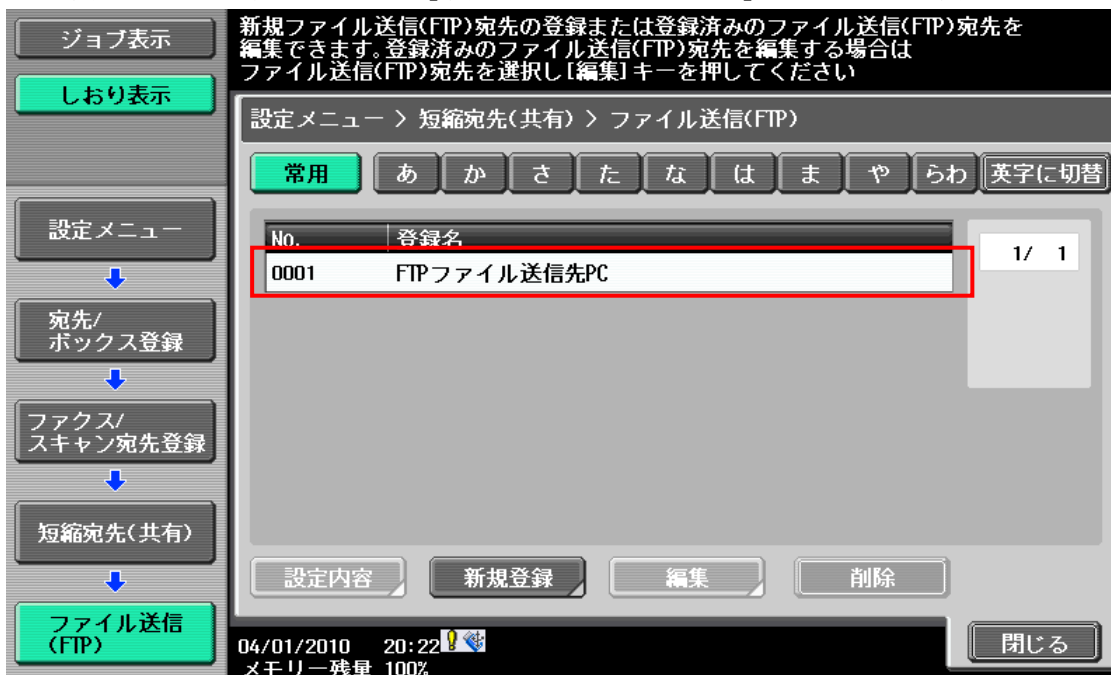 ジョブ表示
しおり表示
設定メニュー
宛先/
ボックス登録
ファクス/
スキャン宛先登録
短縮宛先(共有)
ファイル送信
(FTP)
新規ファイル送信(FTP)宛先の登録または登録済みのファイル送信(FTP)宛先を
編集できます。登録済みのファイル送信(FTP)宛先を編集する場合は
ファイル送信(FTP)宛先を選択し[編集]キーを押してください
設定メニュー > 短縮宛先(共有) > ファイル送信(FTP)
常用 あ か さ た な は ま や らわ 英字に切替
No. 登録名
0001 FTPファイル送信先PC
1/ 1
設定内容 新規登録 編集 削除
04/01/2010 20:22
メモリー残量 100%
閉じる